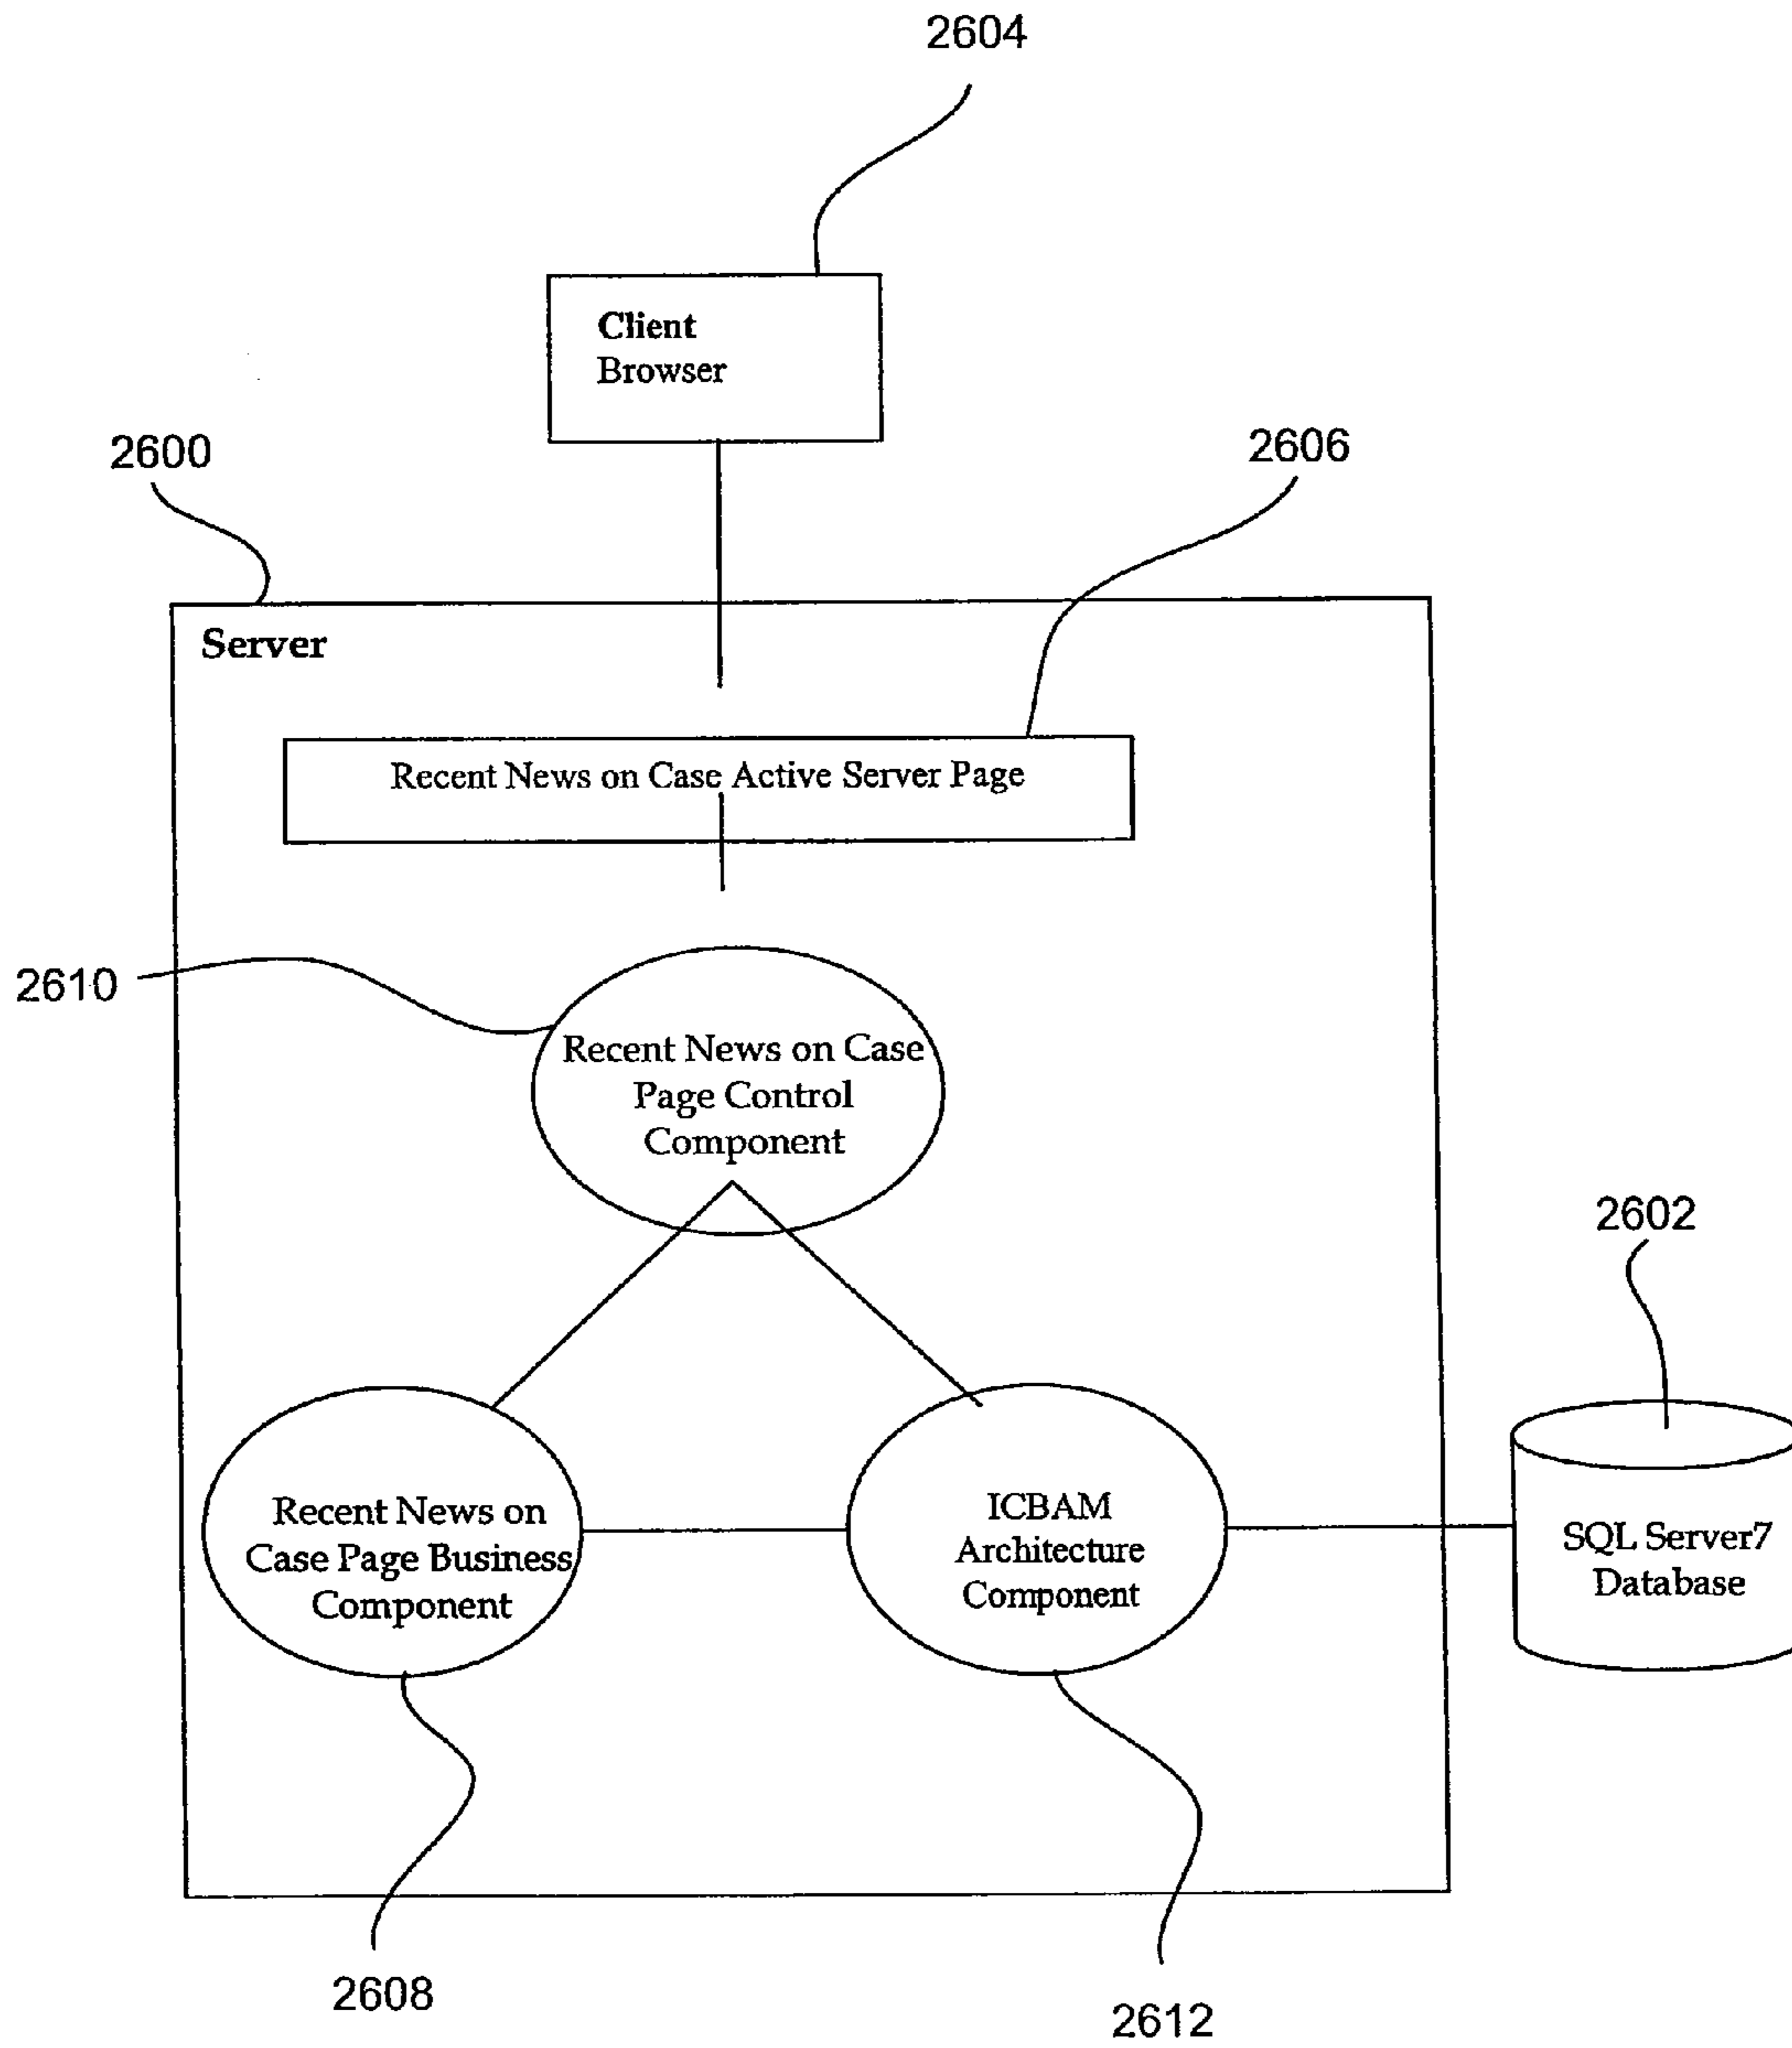 2604
Client
Browser
2600
2606
Server
Recent News on Case Active Server Page
2610
Recent News on Case
Page Control
Component
2602
Recent News on
Case Page Business
Component
ICBAM
Architecture
Component
SQL Server7
Database
2608
2612